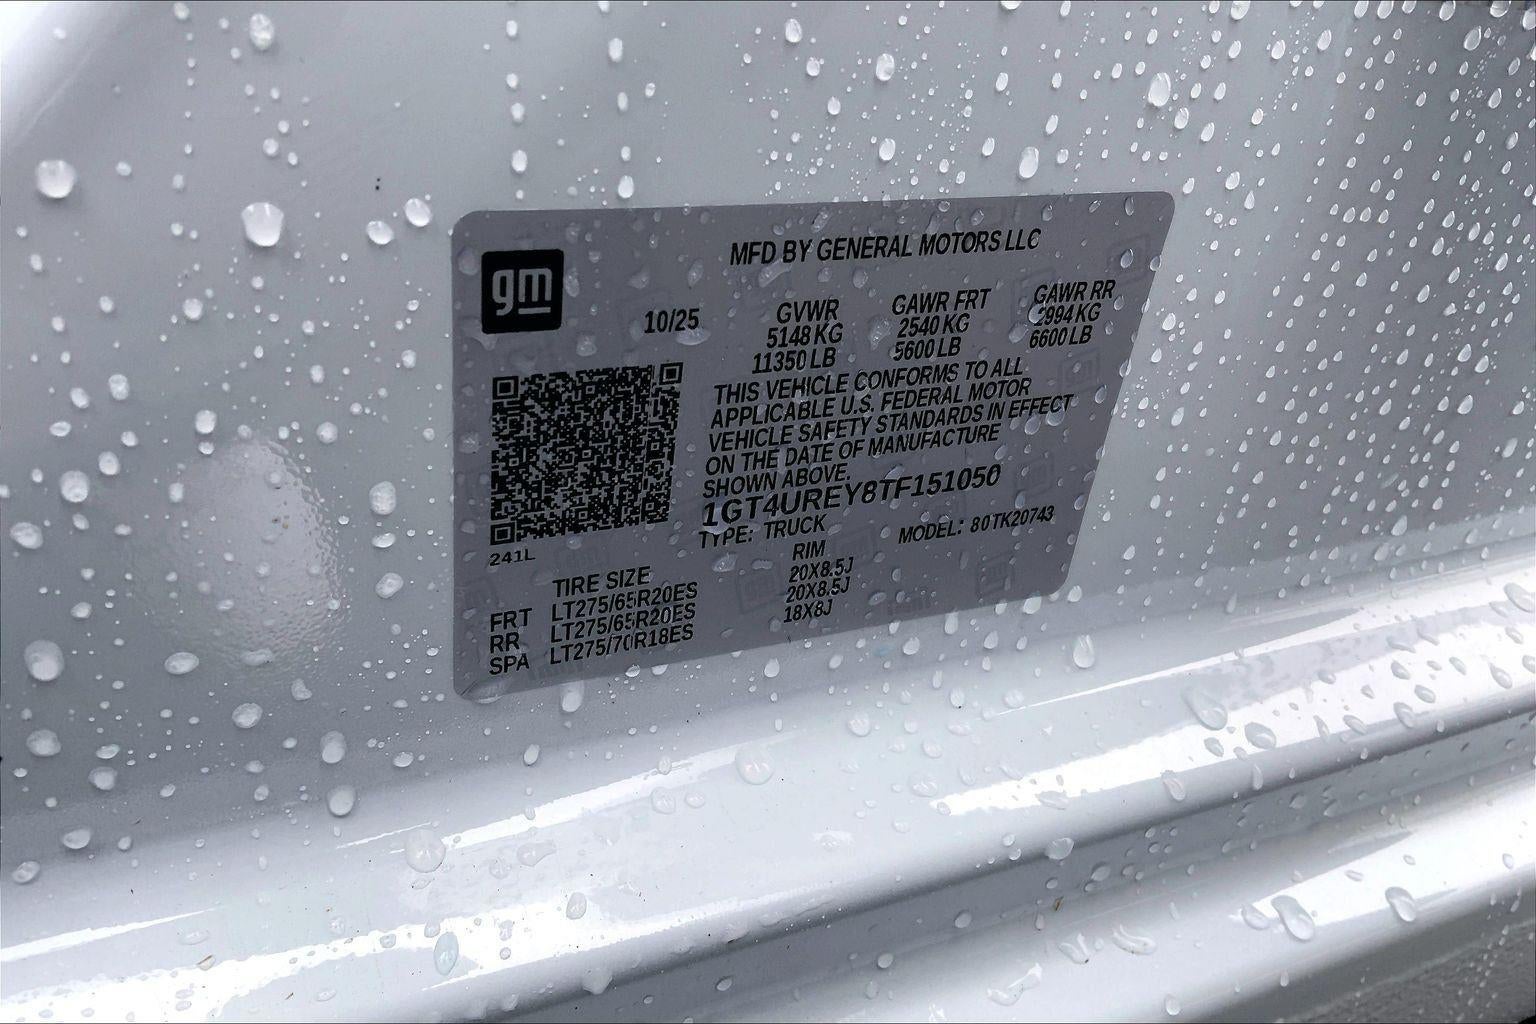 gm
MFD BY GENERAL MOTORS LLC
10/25
GVWR GAWR FRT GAWR RR
5148 KG 2540 KG 2994 KG
11350 LB 5600 LB 6600 LB
THIS VEHICLE CONFORMS TO ALL
APPLICABLE U.S. FEDERAL MOTOR
VEHICLE SAFETY STANDARDS IN EFFECT
ON THE DATE OF MANUFACTURE
SHOWN ABOVE.
1GT4UREY8TF151050
TYPE: TRUCK MODEL: 80TK20743
241L
TIRE SIZE RIM
FRT LT275/65R20ES 20X8.5J
RR LT275/65R20ES 20X8.5J
SPA LT275/70R18ES 18X8J